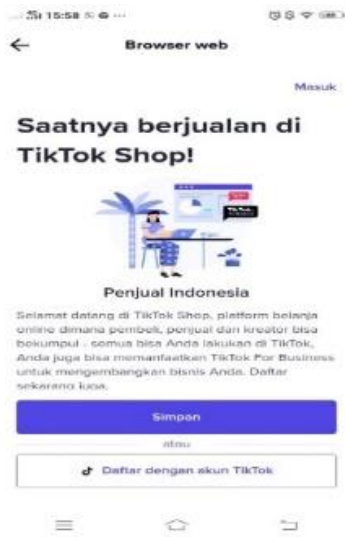 15:58
Browser web
Masuk
Saatnya berjualan di
TikTok Shop!
Penjual Indonesia
Selamat datang di TikTok Shop, platform belanja
online dimana pembeli, penjual dan kreator bisa
bekumpul - semua bisa Anda lakukan di TikTok,
Anda juga bisa memanfaatkan TikTok For Business
untuk mengembangkan bisnis Anda. Daftar
sekarang juga.
Simpan
atau
Daftar dengan akun TikTok